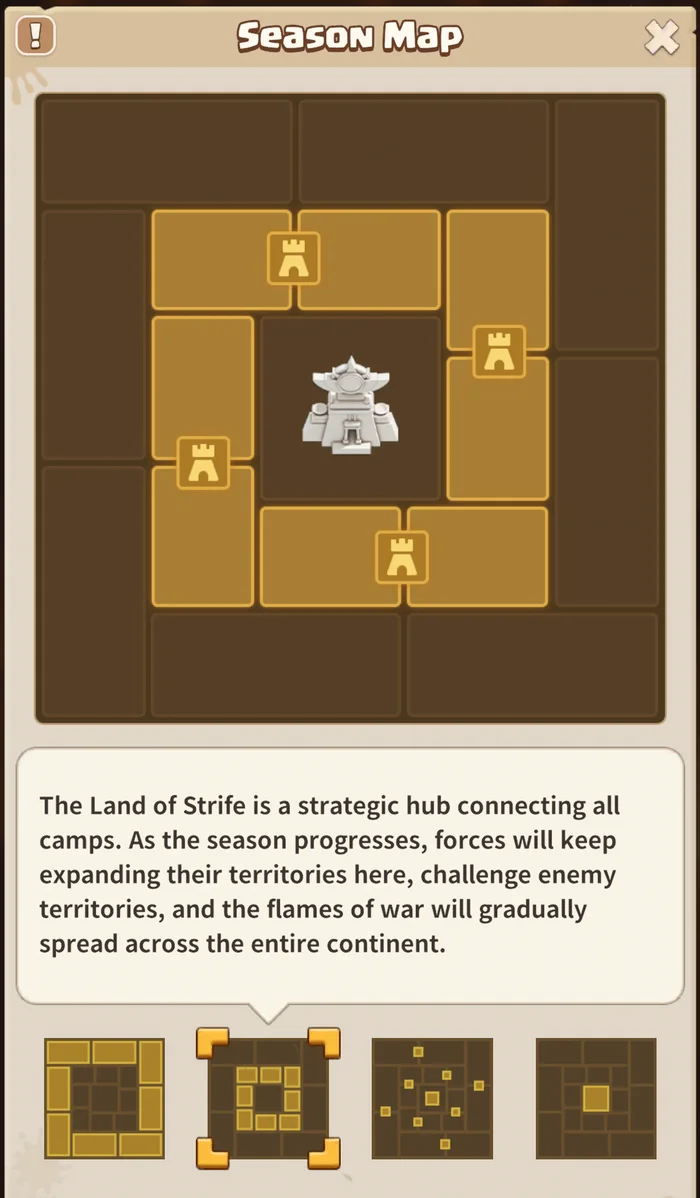 !
Season Map
The Land of Strife is a strategic hub connecting all
camps. As the season progresses, forces will keep
expanding their territories here, challenge enemy
territories, and the flames of war will gradually
spread across the entire continent.